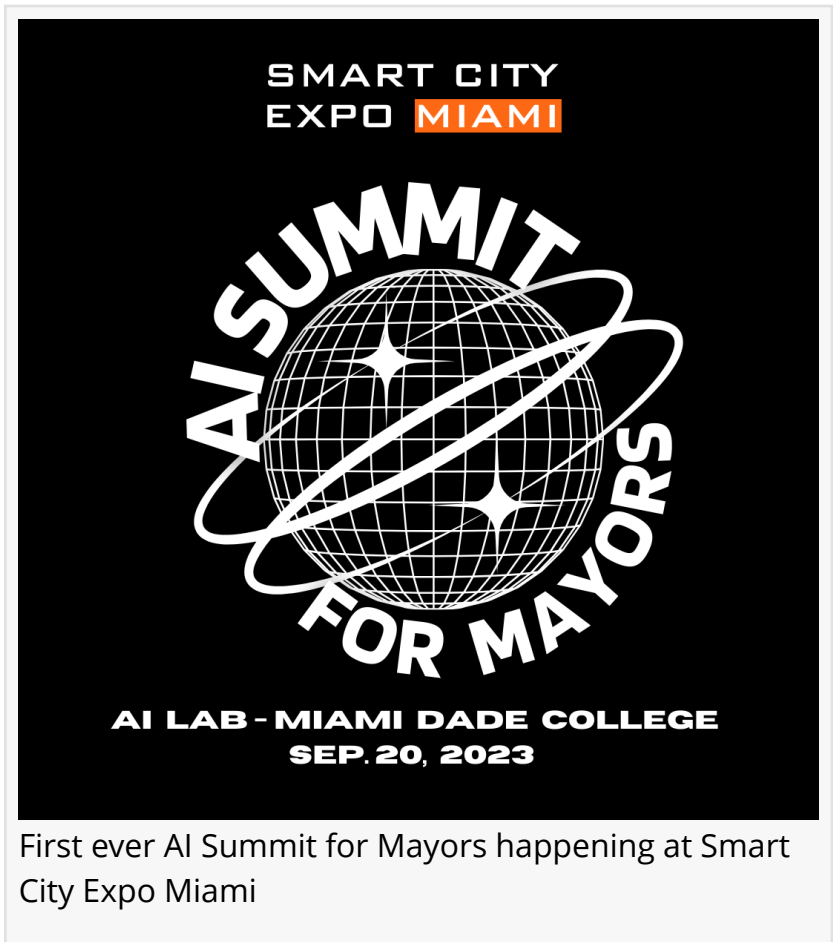 SMART CITY
EXPO MIAMI
AI SUMMIT
FOR MAYORS
AI LAB - MIAMI DADE COLLEGE
SEP. 20, 2023
First ever AI Summit for Mayors happening at Smart
City Expo Miami